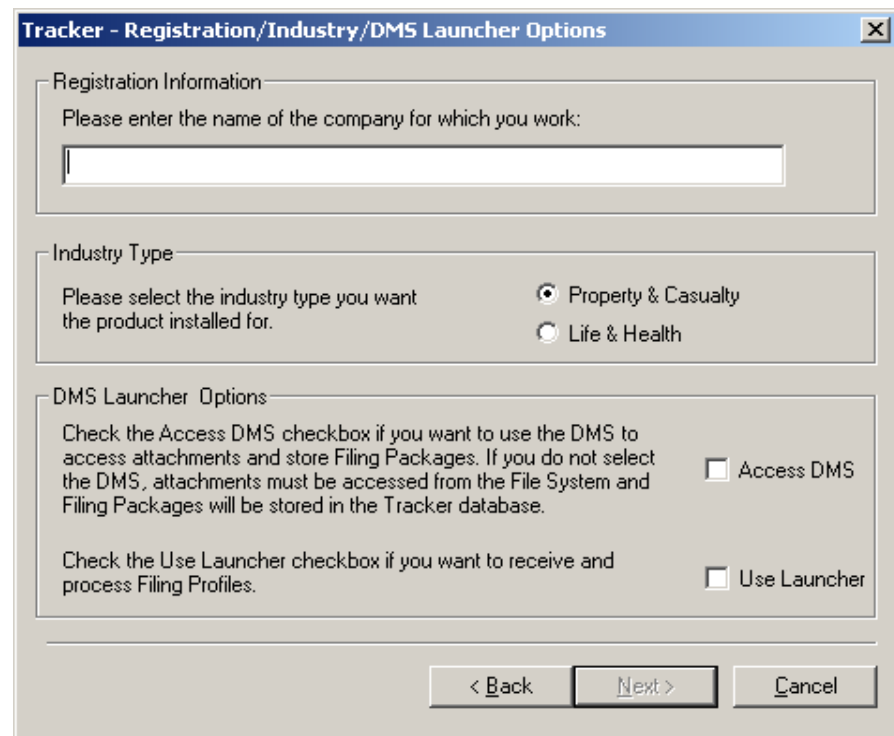 Tracker - Registration/Industry/DMS Launcher Options
Registration Information
Please enter the name of the company for which you work:
Industry Type
Please select the industry type you want
the product installed for.
Property & Casualty
Life & Health
DMS Launcher Options
Check the Access DMS checkbox if you want to use the DMS to
access attachments and store Filing Packages. If you do not select
the DMS, attachments must be accessed from the File System and
Filing Packages will be stored in the Tracker database.
Access DMS
Check the Use Launcher checkbox if you want to receive and
process Filing Profiles.
Use Launcher
< Back
Next >
Cancel